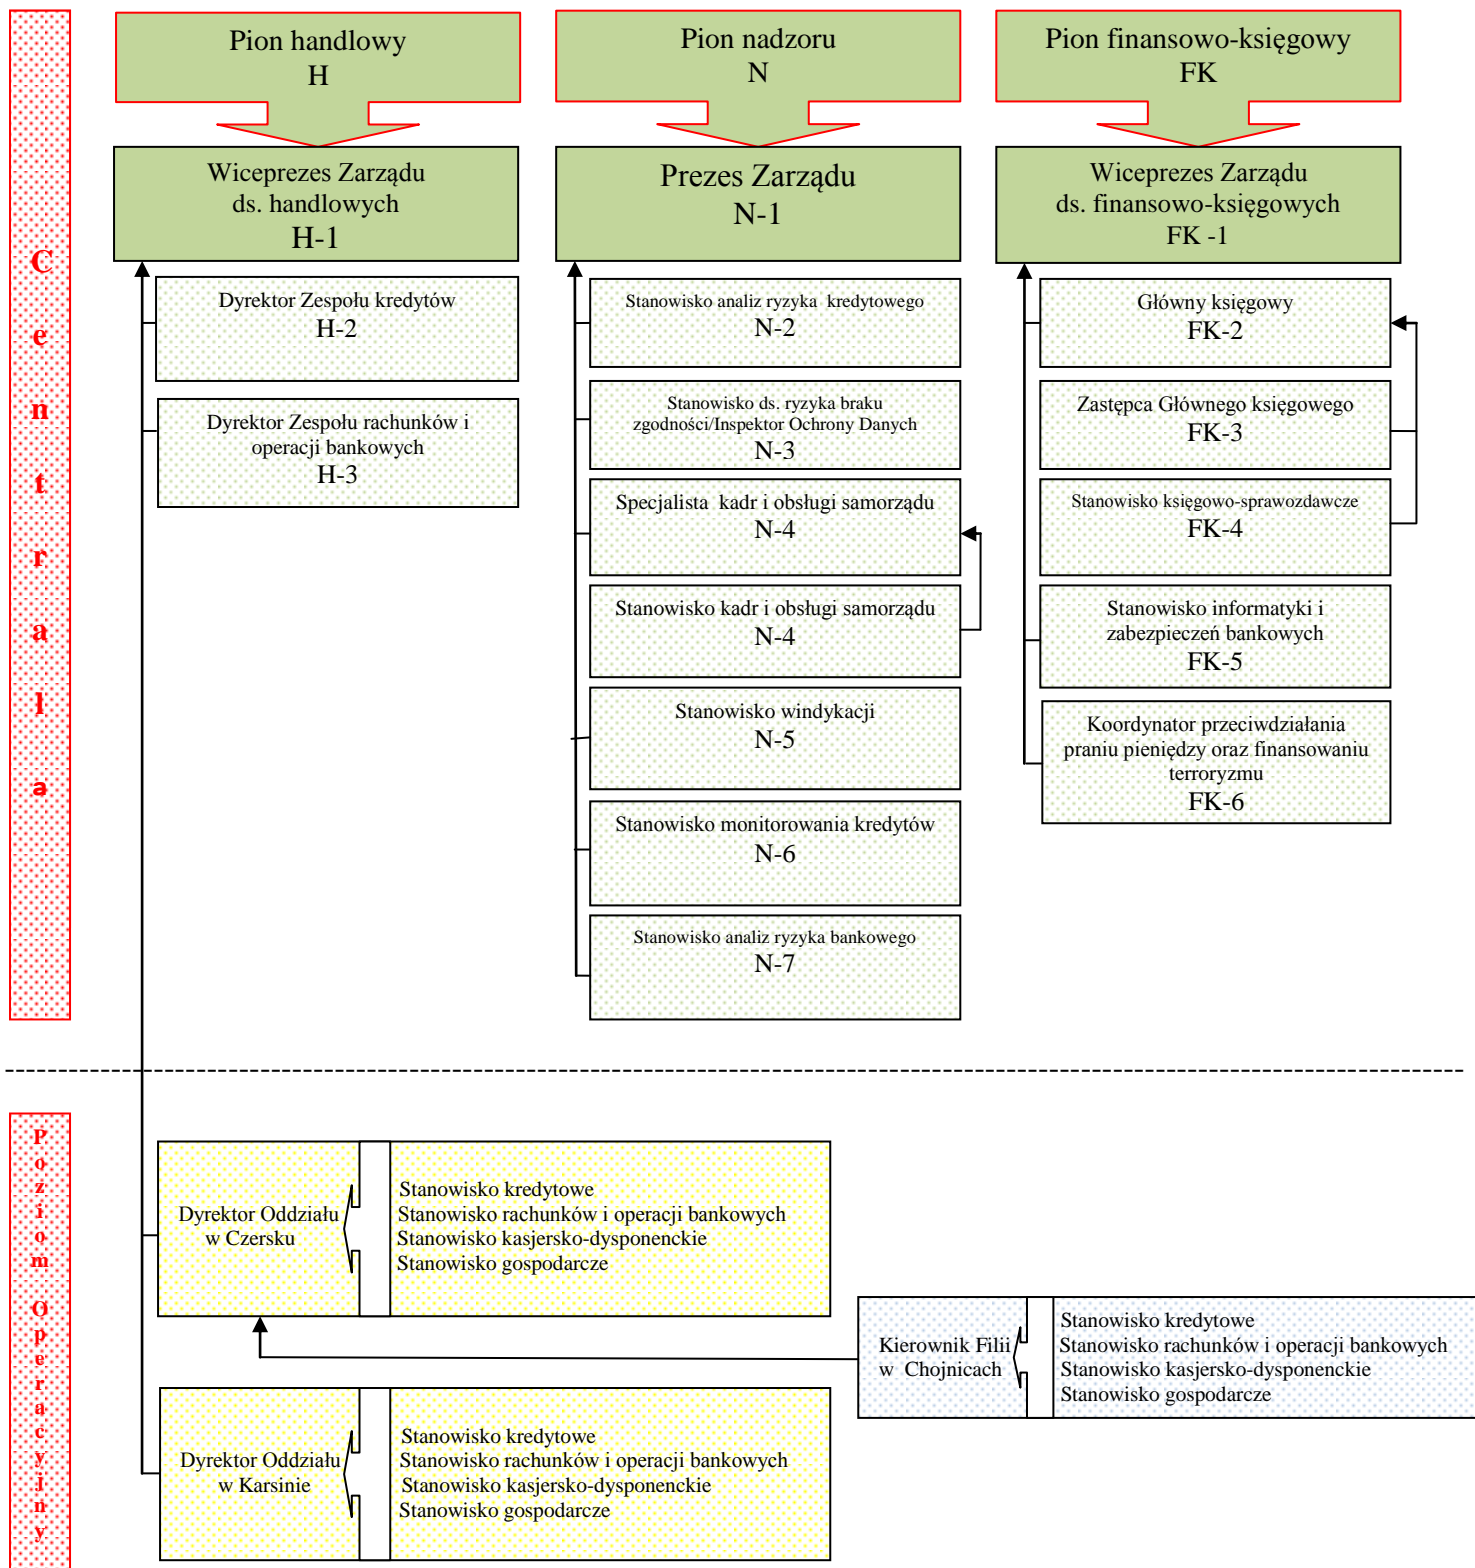 Centrala
Pion handlowy
H
Wiceprezes Zarządu
ds. handlowych
H-1
Dyrektor Zespołu kredytów
H-2
Dyrektor Zespołu rachunków i
operacji bankowych
H-3
Pion nadzoru
N
Prezes Zarządu
N-1
Stanowisko analiz ryzyka kredytowego
N-2
Stanowisko ds. ryzyka braku
zgodności/Inspektor Ochrony Danych
N-3
Specjalista kadr i obsługi samorządu
N-4
Stanowisko kadr i obsługi samorządu
N-4
Stanowisko windykacji
N-5
Stanowisko monitorowania kredytów
N-6
Stanowisko analiz ryzyka bankowego
N-7
Pion finansowo-księgowy
FK
Wiceprezes Zarządu
ds. finansowo-księgowych
FK -1
Główny księgowy
FK-2
Zastępca Głównego księgowego
FK-3
Stanowisko księgowo-sprawozdawcze
FK-4
Stanowisko informatyki i
zabezpieczeń bankowych
FK-5
Koordynator przeciwdziałania
praniu pieniędzy oraz finansowaniu
terroryzmu
FK-6
Poziom Operacyjny
Dyrektor Oddziału
w Czersku
Stanowisko kredytowe
Stanowisko rachunków i operacji bankowych
Stanowisko kasjersko-dysponenckie
Stanowisko gospodarcze
Kierownik Filii
w Chojnicach
Stanowisko kredytowe
Stanowisko rachunków i operacji bankowych
Stanowisko kasjersko-dysponenckie
Stanowisko gospodarcze
Dyrektor Oddziału
w Karsinie
Stanowisko kredytowe
Stanowisko rachunków i operacji bankowych
Stanowisko kasjersko-dysponenckie
Stanowisko gospodarcze